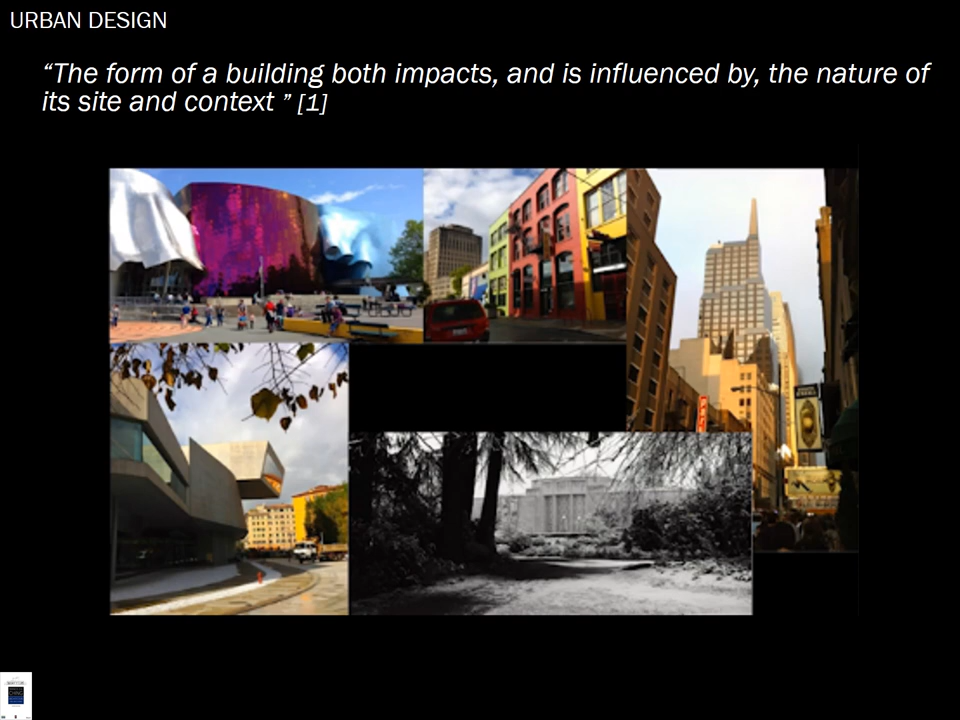 URBAN DESIGN
“The form of a building both impacts, and is influenced by, the nature of
its site and context ” [1]